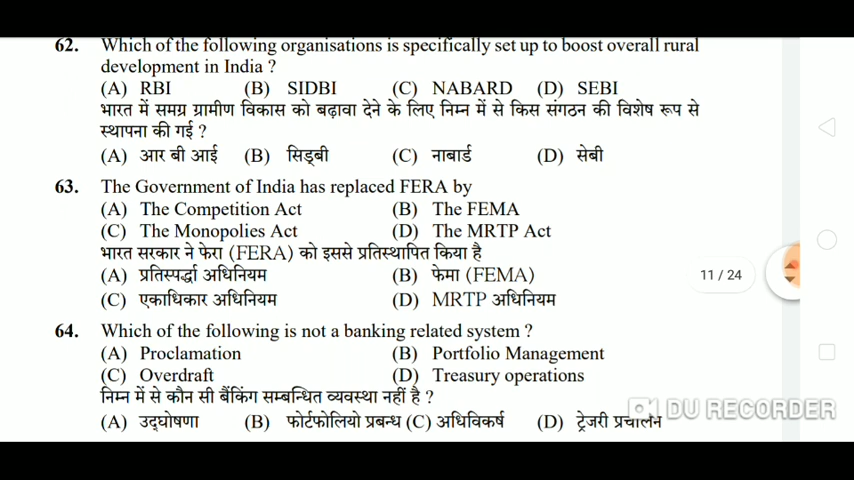 62. Which of the following organisations is specifically set up to boost overall rural
development in India ?
(A) RBI (B) SIDBI (C) NABARD (D) SEBI
भारत में समग्र ग्रामीण विकास को बढ़ावा देने के लिए निम्न में से किस संगठन की विशेष रूप से
स्थापना की गई ?
(A) आर बी आई (B) सिड्बी (C) नाबार्ड (D) सेबी
63. The Government of India has replaced FERA by
(A) The Competition Act (B) The FEMA
(C) The Monopolies Act (D) The MRTP Act
भारत सरकार ने फेरा (FERA) को इससे प्रतिस्थापित किया है
(A) प्रतिस्पर्द्धा अधिनियम (B) फेमा (FEMA)
(C) एकाधिकार अधिनियम (D) MRTP अधिनियम
11 / 24
64. Which of the following is not a banking related system ?
(A) Proclamation (B) Portfolio Management
(C) Overdraft (D) Treasury operations
निम्न में से कौन सी बैंकिंग सम्बन्धित व्यवस्था नहीं है ?
(A) उद्घोषणा (B) फोर्टफोलियो प्रबन्ध (C) अधिविकर्ष (D) ट्रेजरी प्रचालन
DU RECORDER